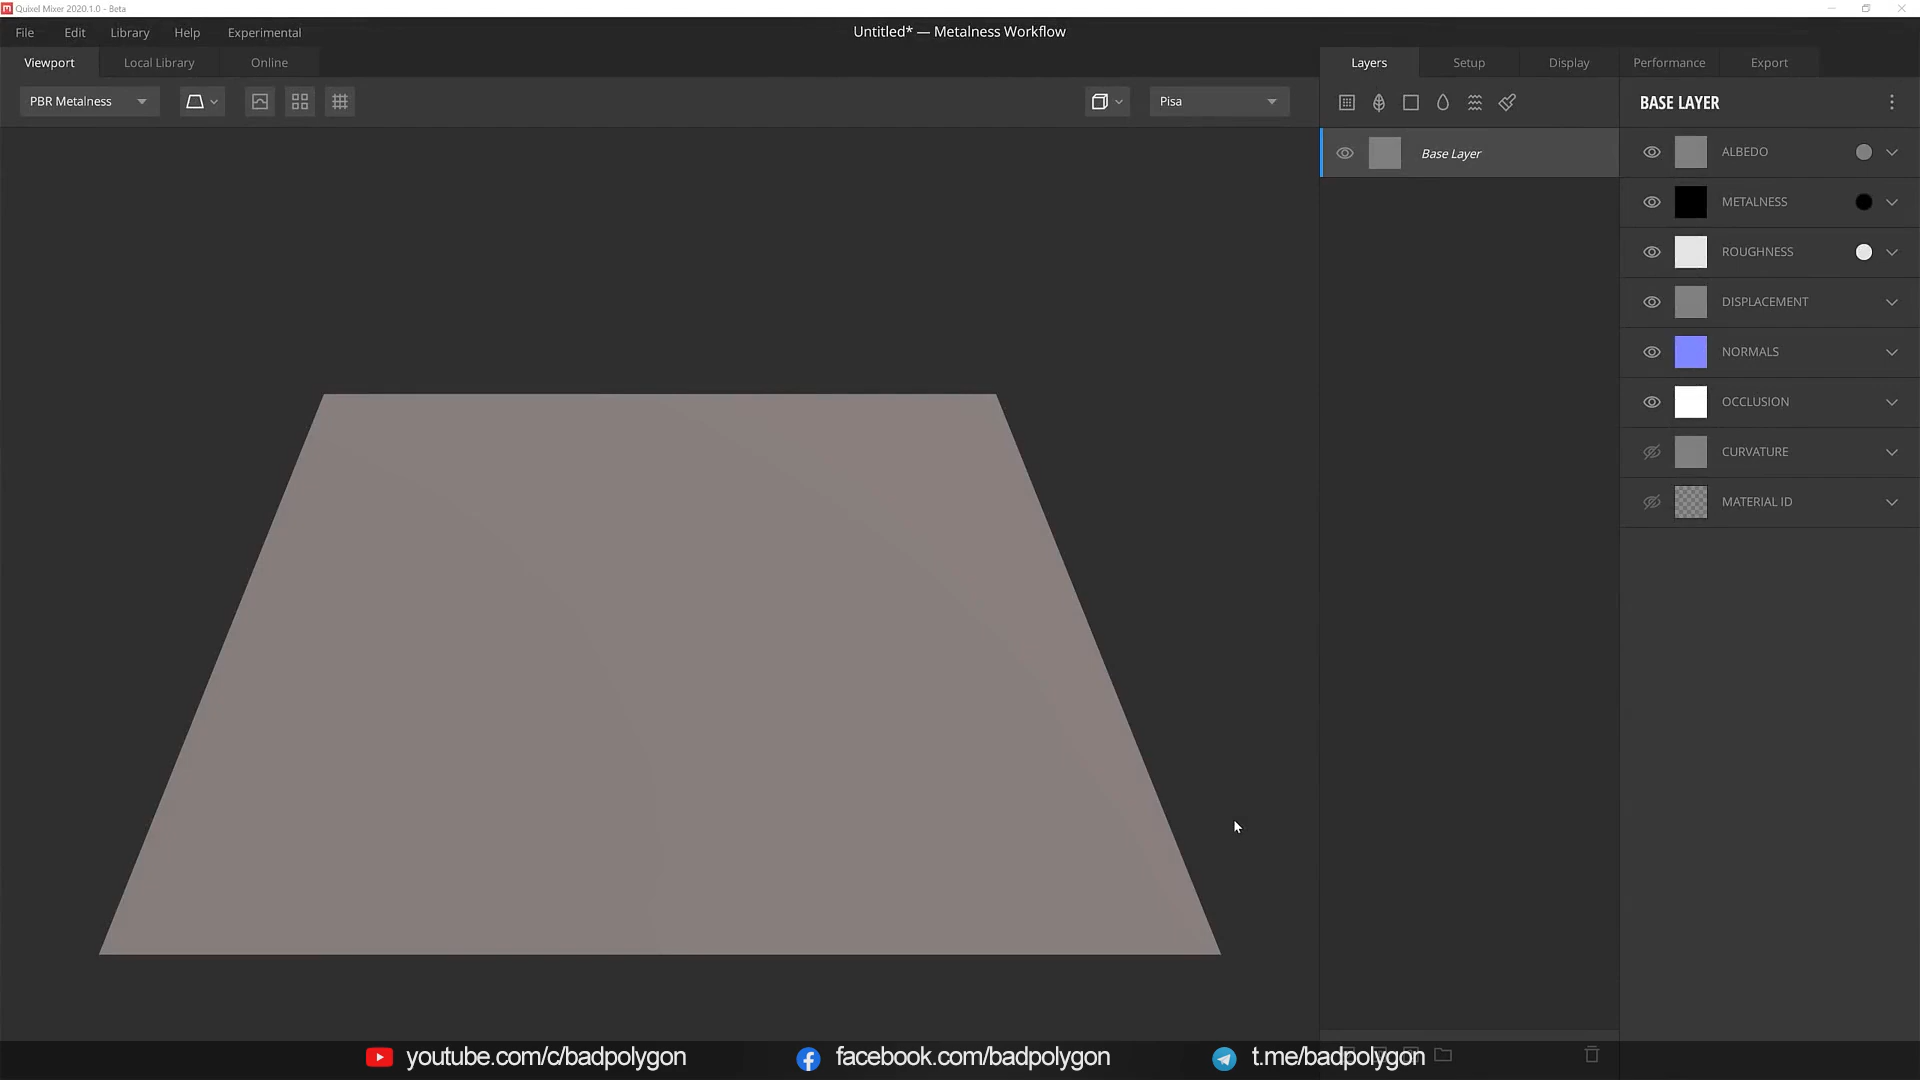 Quixel Mixer 2020.1.0 - Beta
File Edit Library Help Experimental
Untitled* — Metalness Workflow
Viewport Local Library Online
Layers Setup Display Performance Export
PBR Metalness
Pisa
BASE LAYER
Base Layer
ALBEDO
METALNESS
ROUGHNESS
DISPLACEMENT
NORMALS
OCCLUSION
CURVATURE
MATERIAL ID
youtube.com/c/badpolygon facebook.com/badpolygon t.me/badpolygon